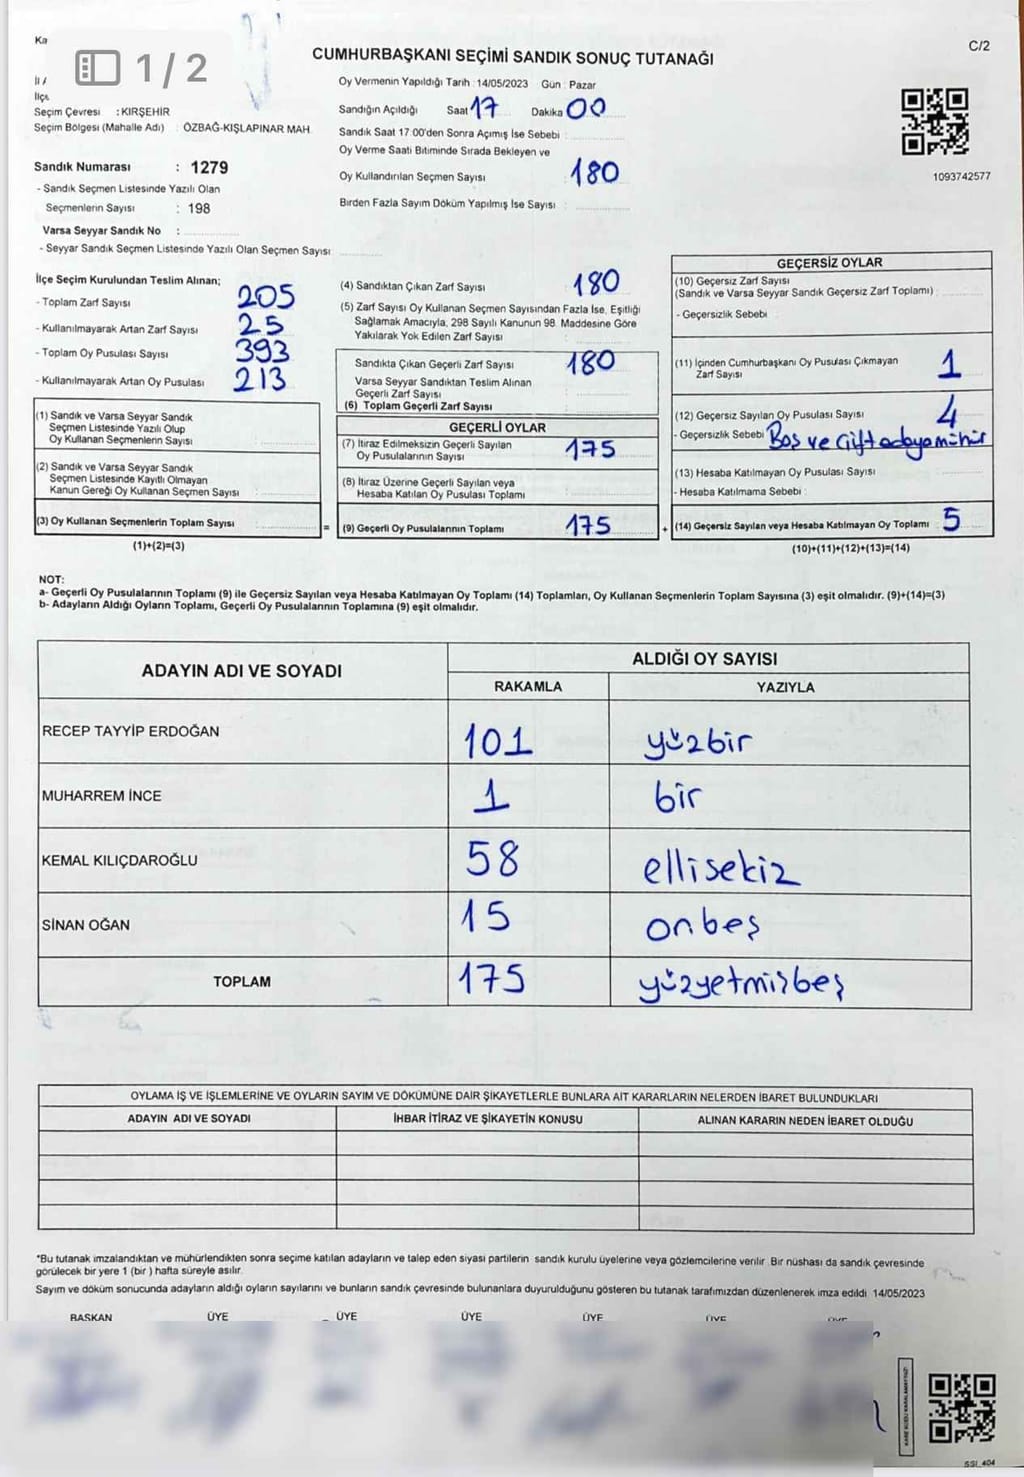 1/2
C/2
CUMHURBAŞKANI SEÇİMİ SANDIK SONUÇ TUTANAĞI
Seçim Çevresi : KIRŞEHİR
Seçim Bölgesi (Mahalle Adı) : ÖZBAĞ-KIŞLAPINAR MAH.
Sandık Numarası : 1279
- Sandık Seçmen Listesinde Yazılı Olan
Seçmenlerin Sayısı : 198
Varsa Seyyar Sandık No :
- Seyyar Sandık Seçmen Listesinde Yazılı Olan Seçmen Sayısı
Oy Vermenin Yapıldığı Tarih : 14/05/2023 Gün : Pazar
Sandığın Açıldığı Saat 17 Dakika 00
Sandık Saat 17:00'den Sonra Açımış İse Sebebi :
Oy Verme Saati Bitiminde Sırada Bekleyen ve
Oy Kullandırılan Seçmen Sayısı 180
Birden Fazla Sayım Döküm Yapılmış İse Sayısı :
1093742577
İlçe Seçim Kurulundan Teslim Alınan;
- Toplam Zarf Sayısı 205
- Kullanılmayarak Artan Zarf Sayısı 25
- Toplam Oy Pusulası Sayısı 393
- Kullanılmayarak Artan Oy Pusulası 213
(1) Sandık ve Varsa Seyyar Sandık
Seçmen Listesinde Yazılı Olup
Oy Kullanan Seçmenlerin Sayısı
(2) Sandık ve Varsa Seyyar Sandık
Seçmen Listesinde Kayıtlı Olmayan
Kanun Gereği Oy Kullanan Seçmen Sayısı :
(3) Oy Kullanan Seçmenlerin Toplam Sayısı
=
(1)+(2)=(3)
(4) Sandıktan Çıkan Zarf Sayısı 180
(5) Zarf Sayısı Oy Kullanan Seçmen Sayısından Fazla İse, Eşitliği
Sağlamak Amacıyla, 298 Sayılı Kanunun 98. Maddesine Göre
Yakılarak Yok Edilen Zarf Sayısı
Sandıkta Çıkan Geçerli Zarf Sayısı 180
Varsa Seyyar Sandıktan Teslim Alınan
Geçerli Zarf Sayısı
(6) Toplam Geçerli Zarf Sayısı
GEÇERLİ OYLAR
(7) İtiraz Edilmeksizin Geçerli Sayılan
Oy Pusulalarının Sayısı 175
(8) İtiraz Üzerine Geçerli Sayılan veya
Hesaba Katılan Oy Pusulası Toplamı
(9) Geçerli Oy Pusulalarının Toplamı 175
+
GEÇERSİZ OYLAR
(10) Geçersiz Zarf Sayısı
(Sandık ve Varsa Seyyar Sandık Geçersiz Zarf Toplamı) :
- Geçersizlik Sebebi :
(11) İçinden Cumhurbaşkanı Oy Pusulası Çıkmayan
Zarf Sayısı 1
(12) Geçersiz Sayılan Oy Pusulası Sayısı 4
- Geçersizlik Sebebi Boş ve Çift adaya mühür
(13) Hesaba Katılmayan Oy Pusulası Sayısı
- Hesaba Katılmama Sebebi :
(14) Geçersiz Sayılan veya Hesaba Katılmayan Oy Toplamı 5
(10)+(11)+(12)+(13)=(14)
NOT:
a- Geçerli Oy Pusulalarının Toplamı (9) ile Geçersiz Sayılan veya Hesaba Katılmayan Oy Toplamı (14) Toplamları, Oy Kullanan Seçmenlerin Toplam Sayısına (3) eşit olmalıdır. (9)+(14)=(3)
b- Adayların Aldığı Oyların Toplamı, Geçerli Oy Pusulalarının Toplamına (9) eşit olmalıdır.
ADAYIN ADI VE SOYADI
ALDIĞI OY SAYISI
RAKAMLA YAZIYLA
RECEP TAYYİP ERDOĞAN 101 yüzbir
MUHARREM İNCE 1 bir
KEMAL KILIÇDAROĞLU 58 ellisekiz
SİNAN OĞAN 15 onbeş
TOPLAM 175 yüzyetmişbeş
OYLAMA İŞ VE İŞLEMLERİNE VE OYLARIN SAYIM VE DÖKÜMÜNE DAİR ŞİKAYETLERLE BUNLARA AİT KARARLARIN NELERDEN İBARET BULUNDUKLARI
ADAYIN ADI VE SOYADI İHBAR İTİRAZ VE ŞİKAYETİN KONUSU ALINAN KARARIN NEDEN İBARET OLDUĞU
*Bu tutanak imzalandıktan ve mühürlendikten sonra seçime katılan adayların ve talep eden siyasi partilerin sandık kurulu üyelerine veya gözlemcilerine verilir. Bir nüshası da sandık çevresinde
görülecek bir yere 1 (bir ) hafta süreyle asılır.
Sayım ve döküm sonucunda adayların aldığı oyların sayılarını ve bunların sandık çevresinde bulunanlara duyurulduğunu gösteren bu tutanak tarafımızdan düzenlenerek imza edildi. 14/05/2023
BAŞKAN ÜYE ÜYE ÜYE ÜYE ÜYE ÜYE
KARE KODU KARALAMAYINIZ!
SSI_404